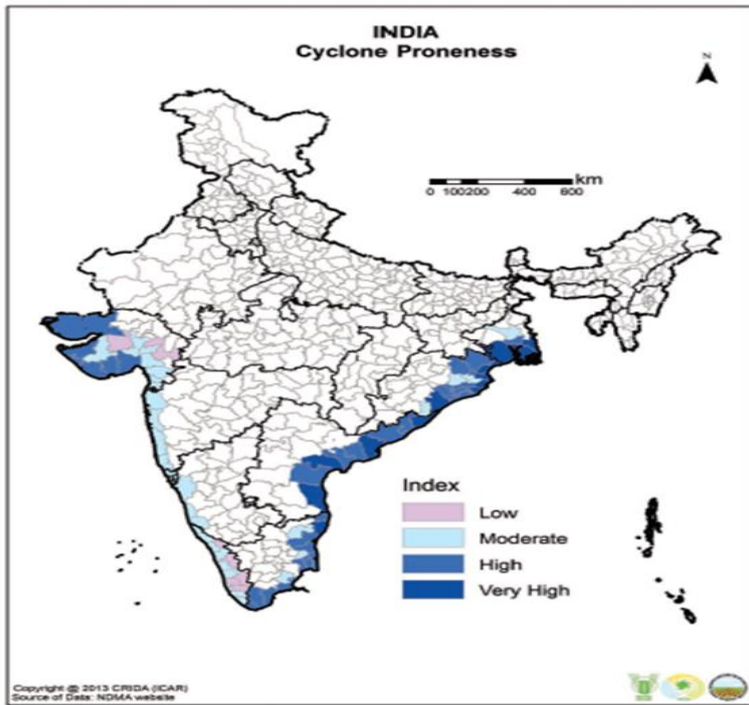 INDIA
Cyclone Proneness
N
km
0 100200 400 600
Index
Low
Moderate
High
Very High
Copyright @ 2013 CRIDA (ICAR)
Source of Data: NDMA website